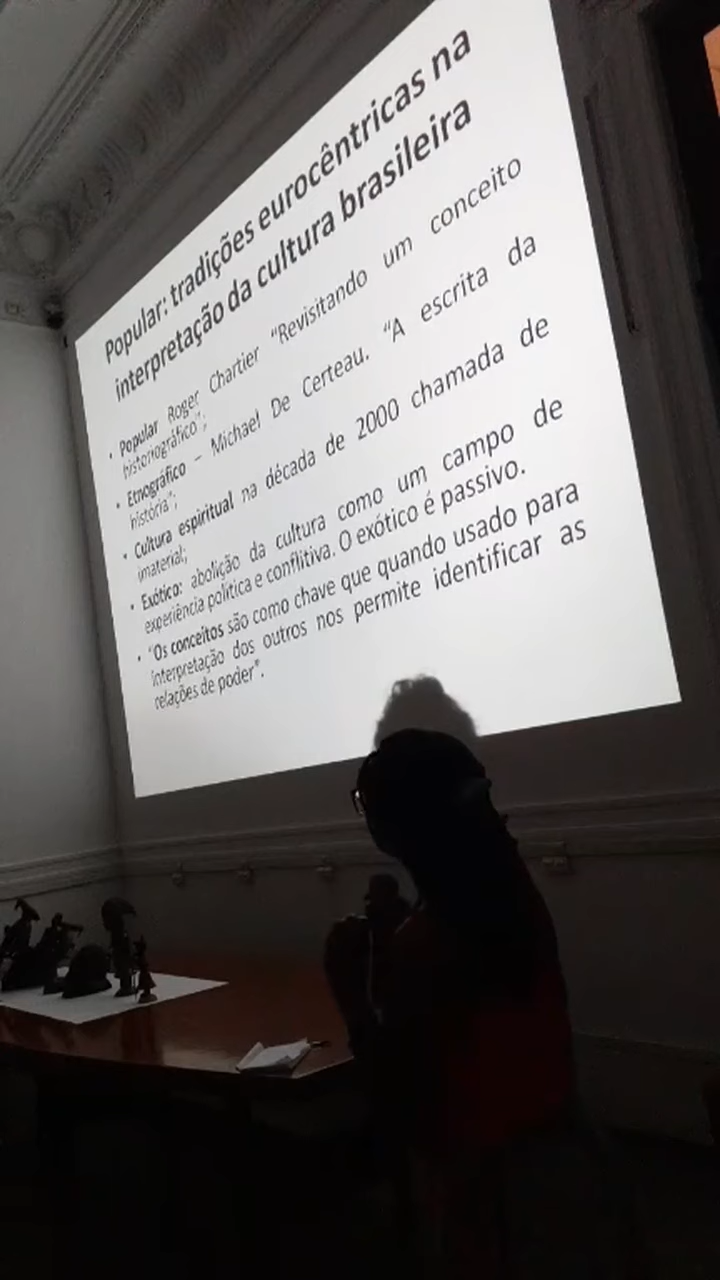 Popular: tradições eurocêntricas na
interpretação da cultura brasileira
• Popular Roger Chartier “Revisitando um conceito
historiográfico”;
• Etnográfico – Michael De Certeau. “A escrita da
história”;
• Cultura espiritual na década de 2000 chamada de
imaterial;
• Exótico: abolição da cultura como um campo de
experiência política e conflitiva. O exótico é passivo.
• “Os conceitos são como chave que quando usado para
interpretação dos outros nos permite identificar as
relações de poder”.